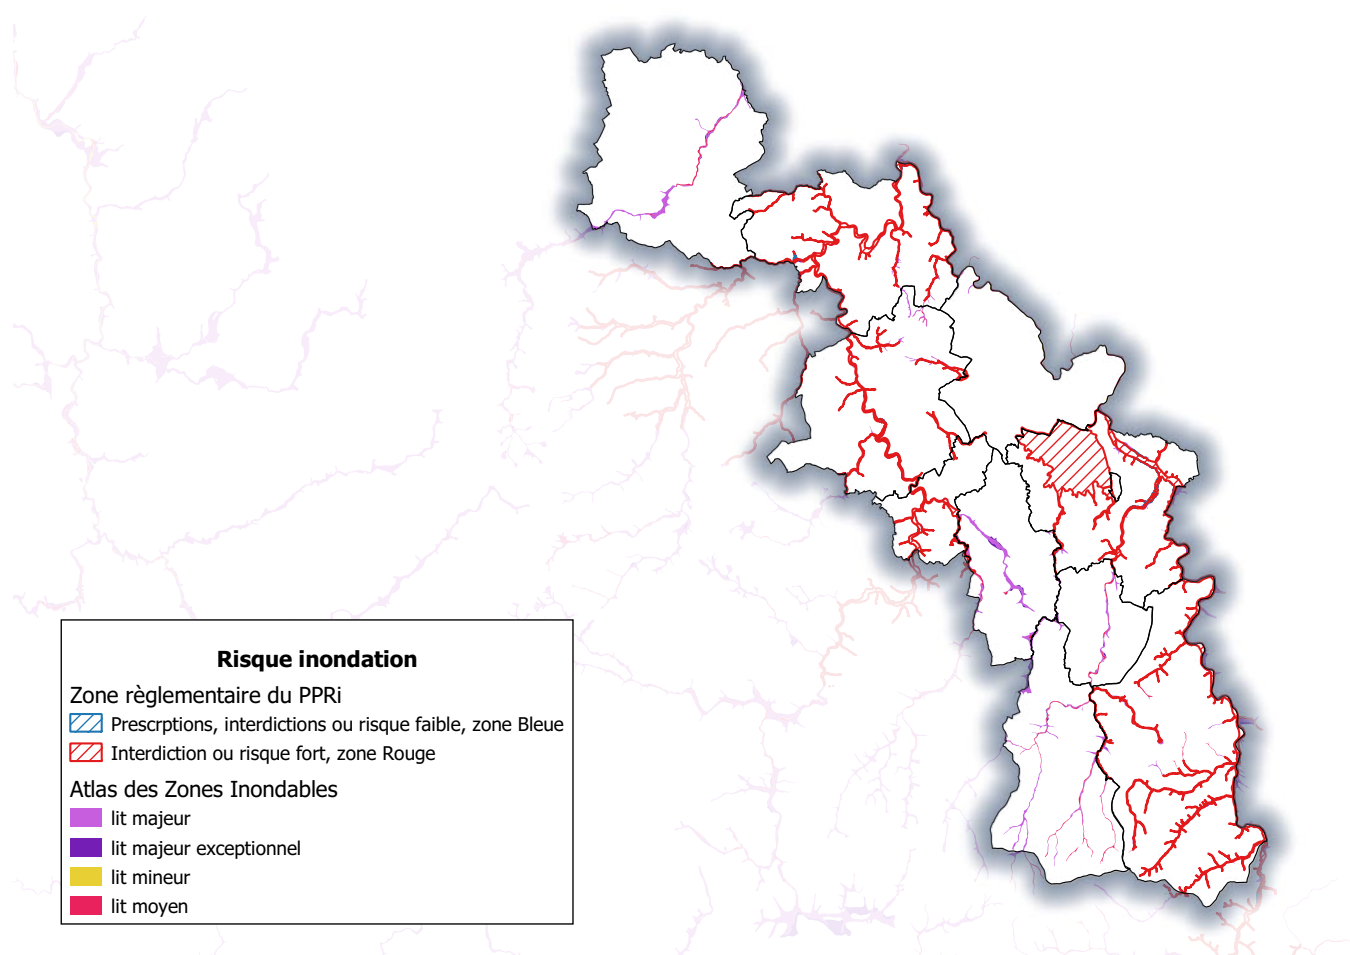 Risque inondation
Zone règlementaire du PPRi
Prescrptions, interdictions ou risque faible, zone Bleue
Interdiction ou risque fort, zone Rouge
Atlas des Zones Inondables
lit majeur
lit majeur exceptionnel
lit mineur
lit moyen